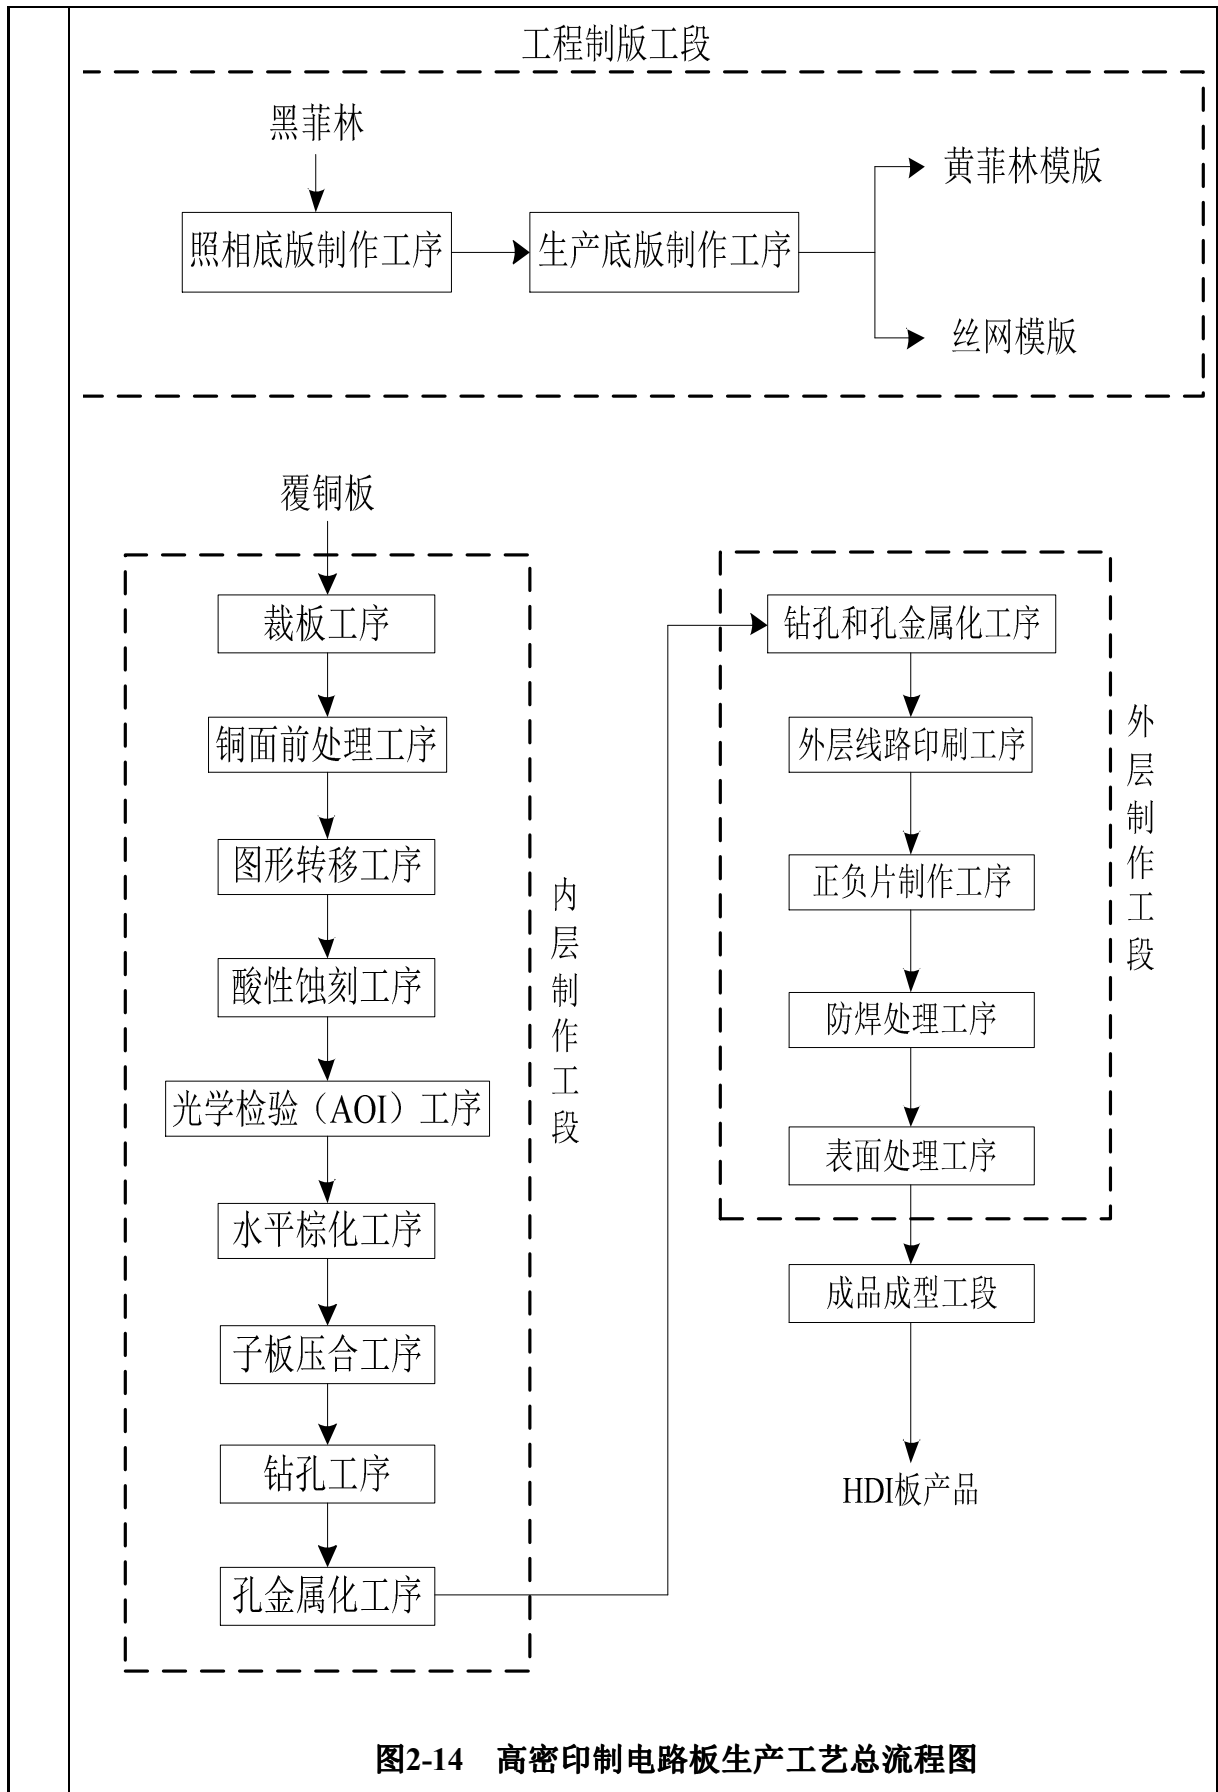 工程制版工段
黑菲林
照相底版制作工序
生产底版制作工序
黄菲林模版
丝网模版
覆铜板
裁板工序
铜面前处理工序
图形转移工序
酸性蚀刻工序
光学检验（AOI）工序
水平棕化工序
子板压合工序
钻孔工序
孔金属化工序
内层制作工段
钻孔和孔金属化工序
外层线路印刷工序
正负片制作工序
防焊处理工序
表面处理工序
外层制作工段
成品成型工段
HDI板产品
图2-14 高密印制电路板生产工艺总流程图